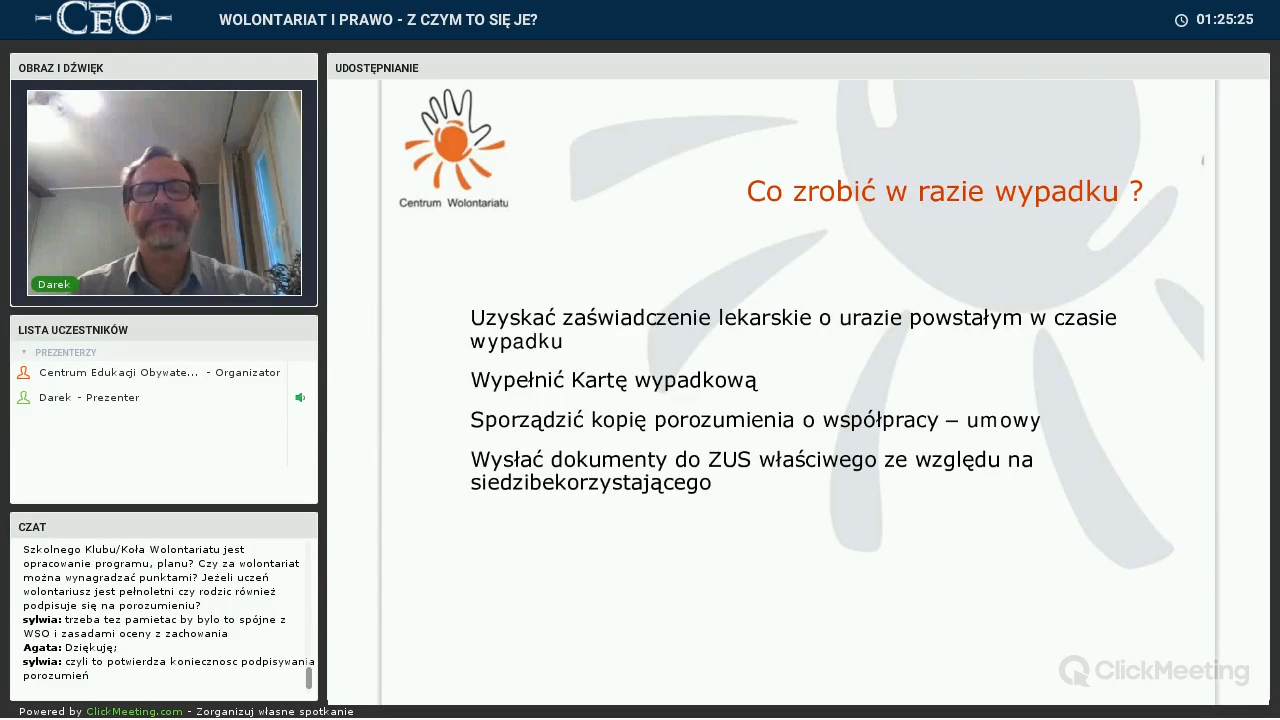 CEO
WOLONTARIAT I PRAWO - Z CZYM TO SIĘ JE?
01:25:25
OBRAZ I DŹWIĘK
Darek
LISTA UCZESTNIKÓW
PREZENTERZY
Centrum Edukacji Obywate... - Organizator
Darek - Prezenter
CZAT
Szkolnego Klubu/Koła Wolontariatu jest
opracowanie programu, planu? Czy za wolontariat
można wynagradzać punktami? Jeżeli uczeń
wolontariusz jest pełnoletni czy rodzic również
podpisuje się na porozumieniu?
sylwia: trzeba tez pamietac by bylo to spójne z
WSO i zasadami oceny z zachowania
Agata: Dziękuję;
sylwia: czyli to potwierdza koniecznosc podpisywania
porozumień
UDOSTĘPNIANIE
Centrum Wolontariatu
Co zrobić w razie wypadku ?
Uzyskać zaświadczenie lekarskie o urazie powstałym w czasie
wypadku
Wypełnić Kartę wypadkową
Sporządzić kopię porozumienia o współpracy – umowy
Wysłać dokumenty do ZUS właściwego ze względu na
siedzibekorzystającego
ClickMeeting
Powered by ClickMeeting.com - Zorganizuj własne spotkanie